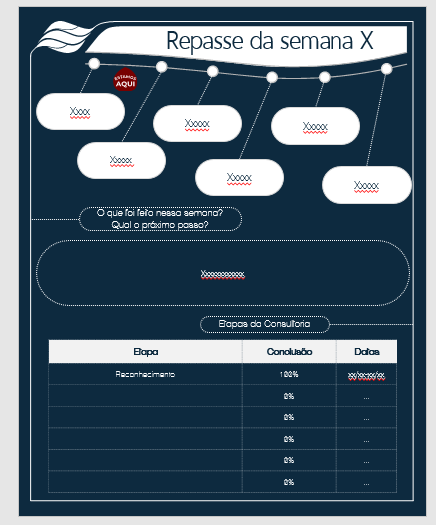 Repasse da semana X
ESTAMOS
AQUI
Xxxx
Xxxxx
Xxxxx
Xxxxx
Xxxxx
Xxxxx
O que foi feito nessa semana?
Qual o próximo passo?
Xxxxxxxxxxxx
Etapas da Consultoria
Etapa Conclusão Datas
Reconhecimento 100% xx/xx-xx/xx
0% ...
0% ...
0% ...
0% ...
0% ...